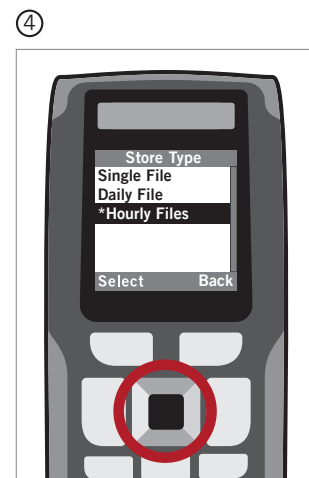 ④
Store Type
Single File
Daily File
*Hourly Files
Select Back